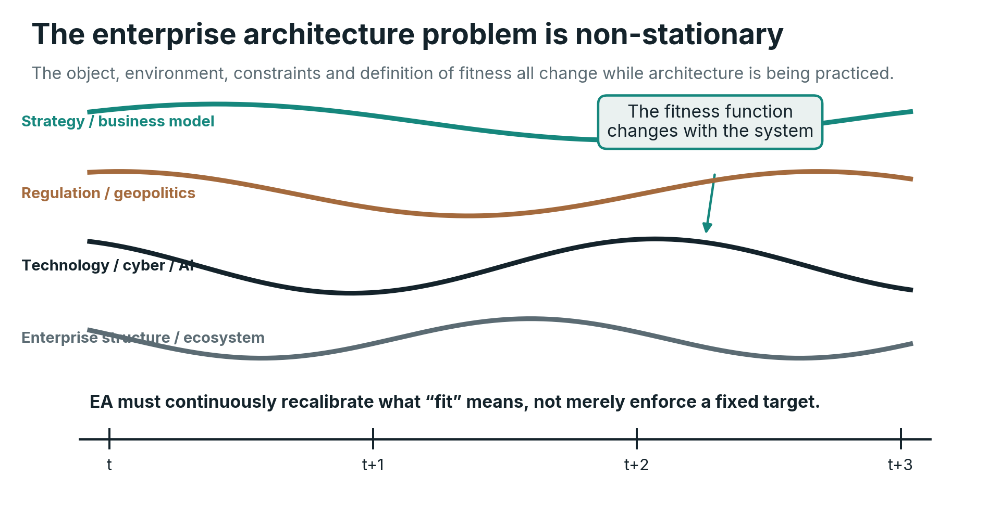 The enterprise architecture problem is non-stationary
The object, environment, constraints and definition of fitness all change while architecture is being practiced.
The fitness function
changes with the system
Strategy / business model
Regulation / geopolitics
Technology / cyber / AI
Enterprise structure / ecosystem
EA must continuously recalibrate what “fit” means, not merely enforce a fixed target.
t
t+1
t+2
t+3